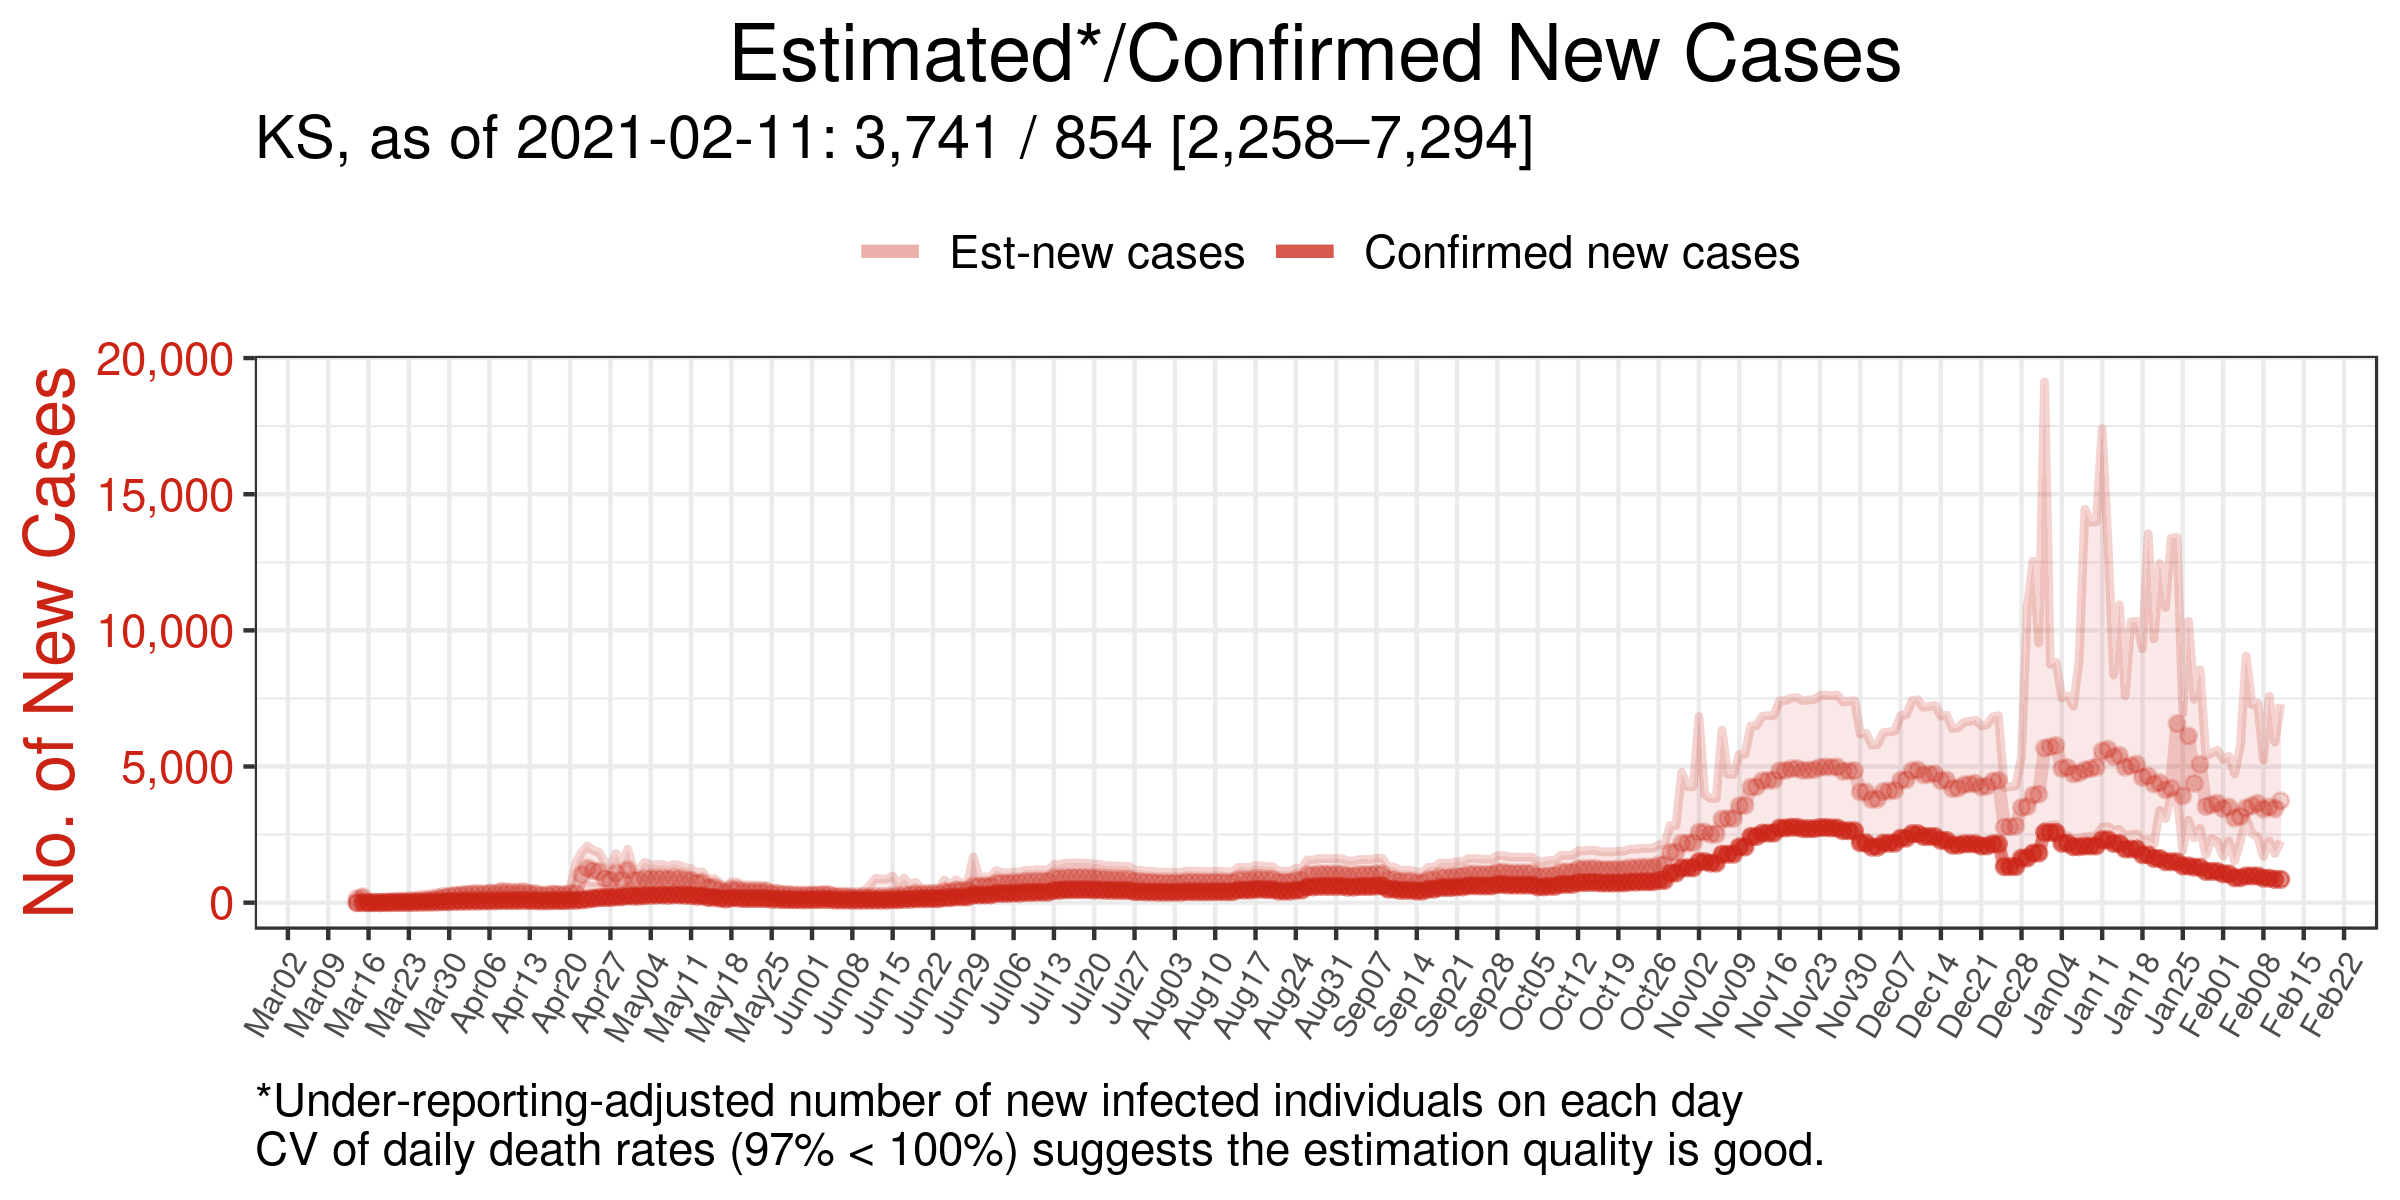 Estimated*/Confirmed New Cases
KS, as of 2021-02-11: 3,741 / 854 [2,258–7,294]
Est-new cases Confirmed new cases
No. of New Cases
20,000
15,000
10,000
5,000
0
Mar02 Mar09 Mar16 Mar23 Mar30 Apr06 Apr13 Apr20 Apr27 May04 May11 May18 May25 Jun01 Jun08 Jun15 Jun22 Jun29 Jul06 Jul13 Jul20 Jul27 Aug03 Aug10 Aug17 Aug24 Aug31 Sep07 Sep14 Sep21 Sep28 Oct05 Oct12 Oct19 Oct26 Nov02 Nov09 Nov16 Nov23 Nov30 Dec07 Dec14 Dec21 Dec28 Jan04 Jan11 Jan18 Jan25 Feb01 Feb08 Feb15 Feb22
*Under-reporting-adjusted number of new infected individuals on each day
CV of daily death rates (97% < 100%) suggests the estimation quality is good.